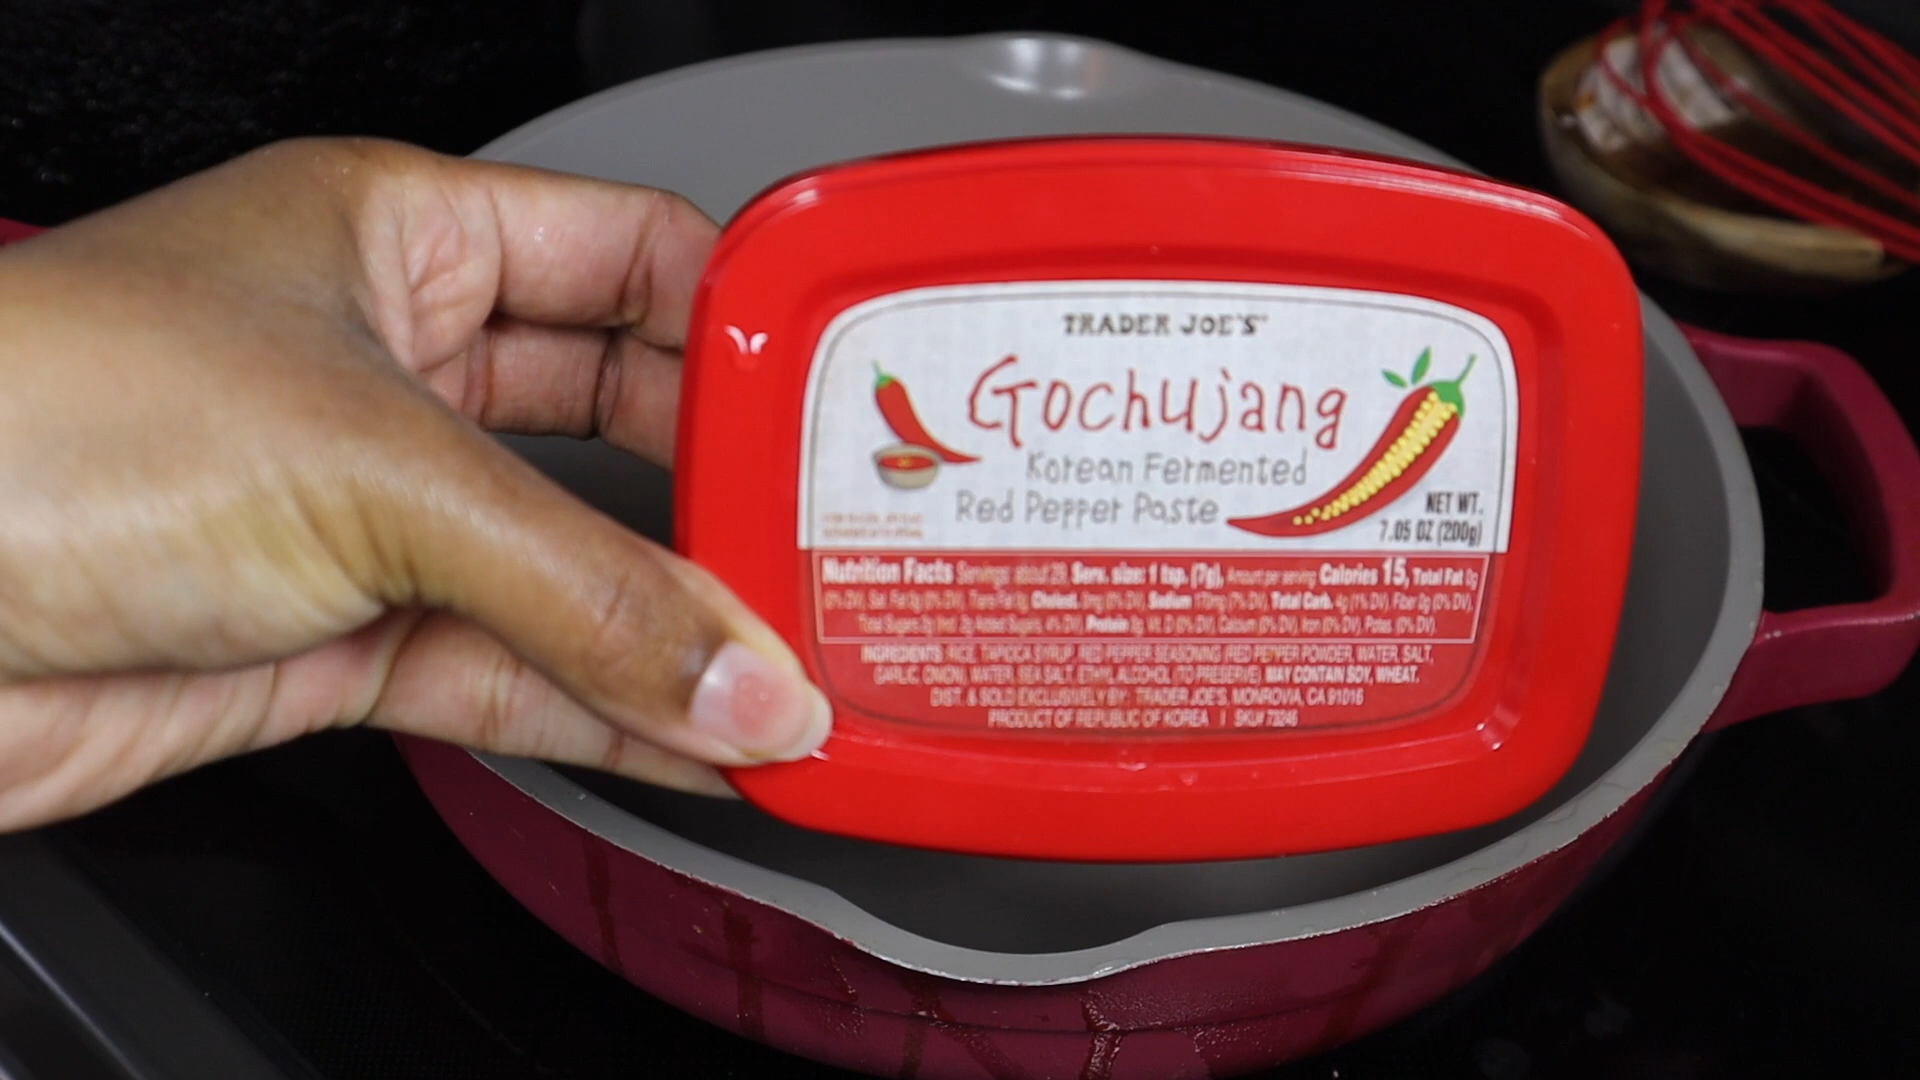 TRADER JOE'S
Gochujang
Korean Fermented
Red Pepper Paste
NET WT.
7.05 OZ (200g)
Nutrition Facts Servings: about 28, Serv. size: 1 tsp. (7g), Amount per serving: Calories 15, Total Fat 0g
(0% DV), Sat. Fat 0g (0% DV), Trans Fat 0g, Cholest. 0mg (0% DV), Sodium 170mg (7% DV), Total Carb. 4g (1% DV), Fiber 0g (0% DV),
Total Sugars 2g (Incl. 2g Added Sugars, 4% DV), Protein 0g, Vit. D (0% DV), Calcium (0% DV), Iron (0% DV), Potas. (0% DV).
INGREDIENTS: RICE, TAPIOCA SYRUP, RED PEPPER SEASONING (RED PEPPER POWDER, WATER, SALT,
GARLIC, ONION), WATER, SEA SALT, ETHYL ALCOHOL (TO PRESERVE). MAY CONTAIN SOY, WHEAT.
DIST. & SOLD EXCLUSIVELY BY: TRADER JOE'S, MONROVIA, CA 91016
PRODUCT OF REPUBLIC OF KOREA | SKU#